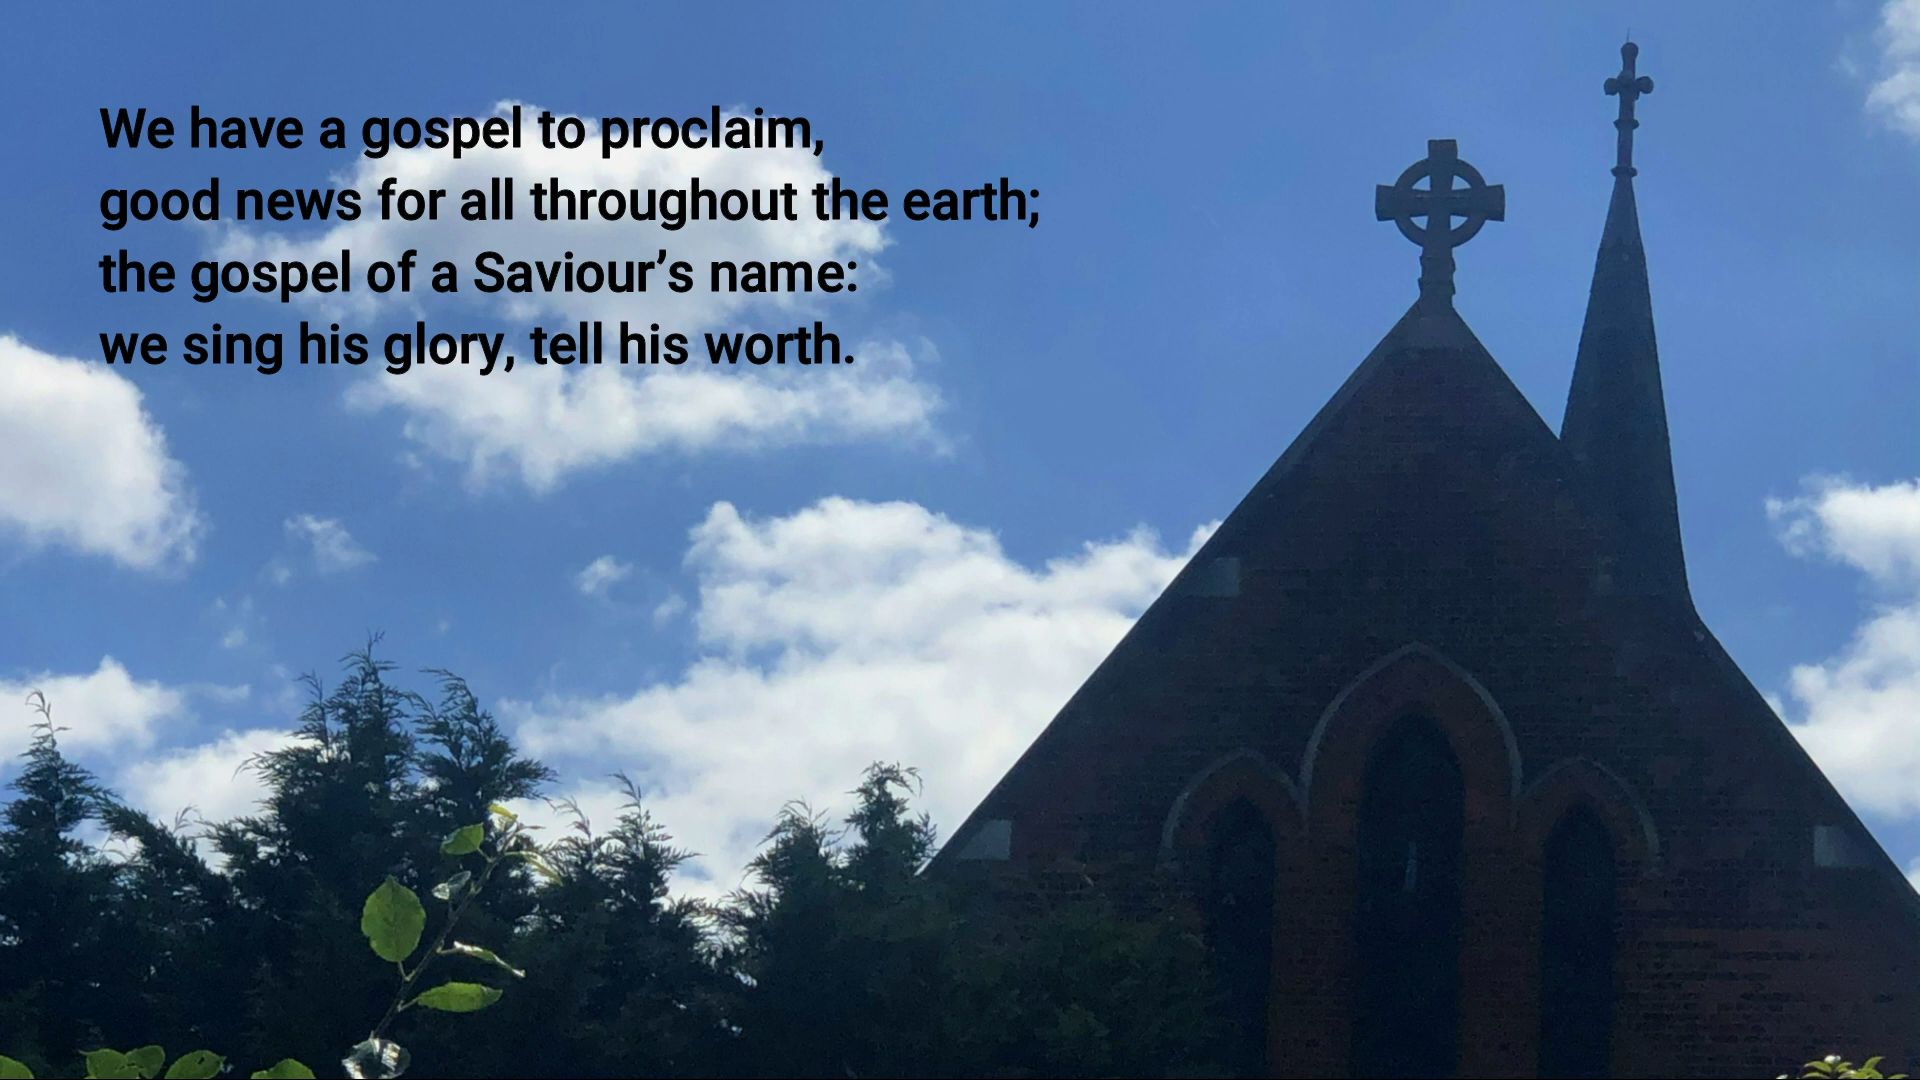 We have a gospel to proclaim,
good news for all throughout the earth;
the gospel of a Saviour’s name:
we sing his glory, tell his worth.